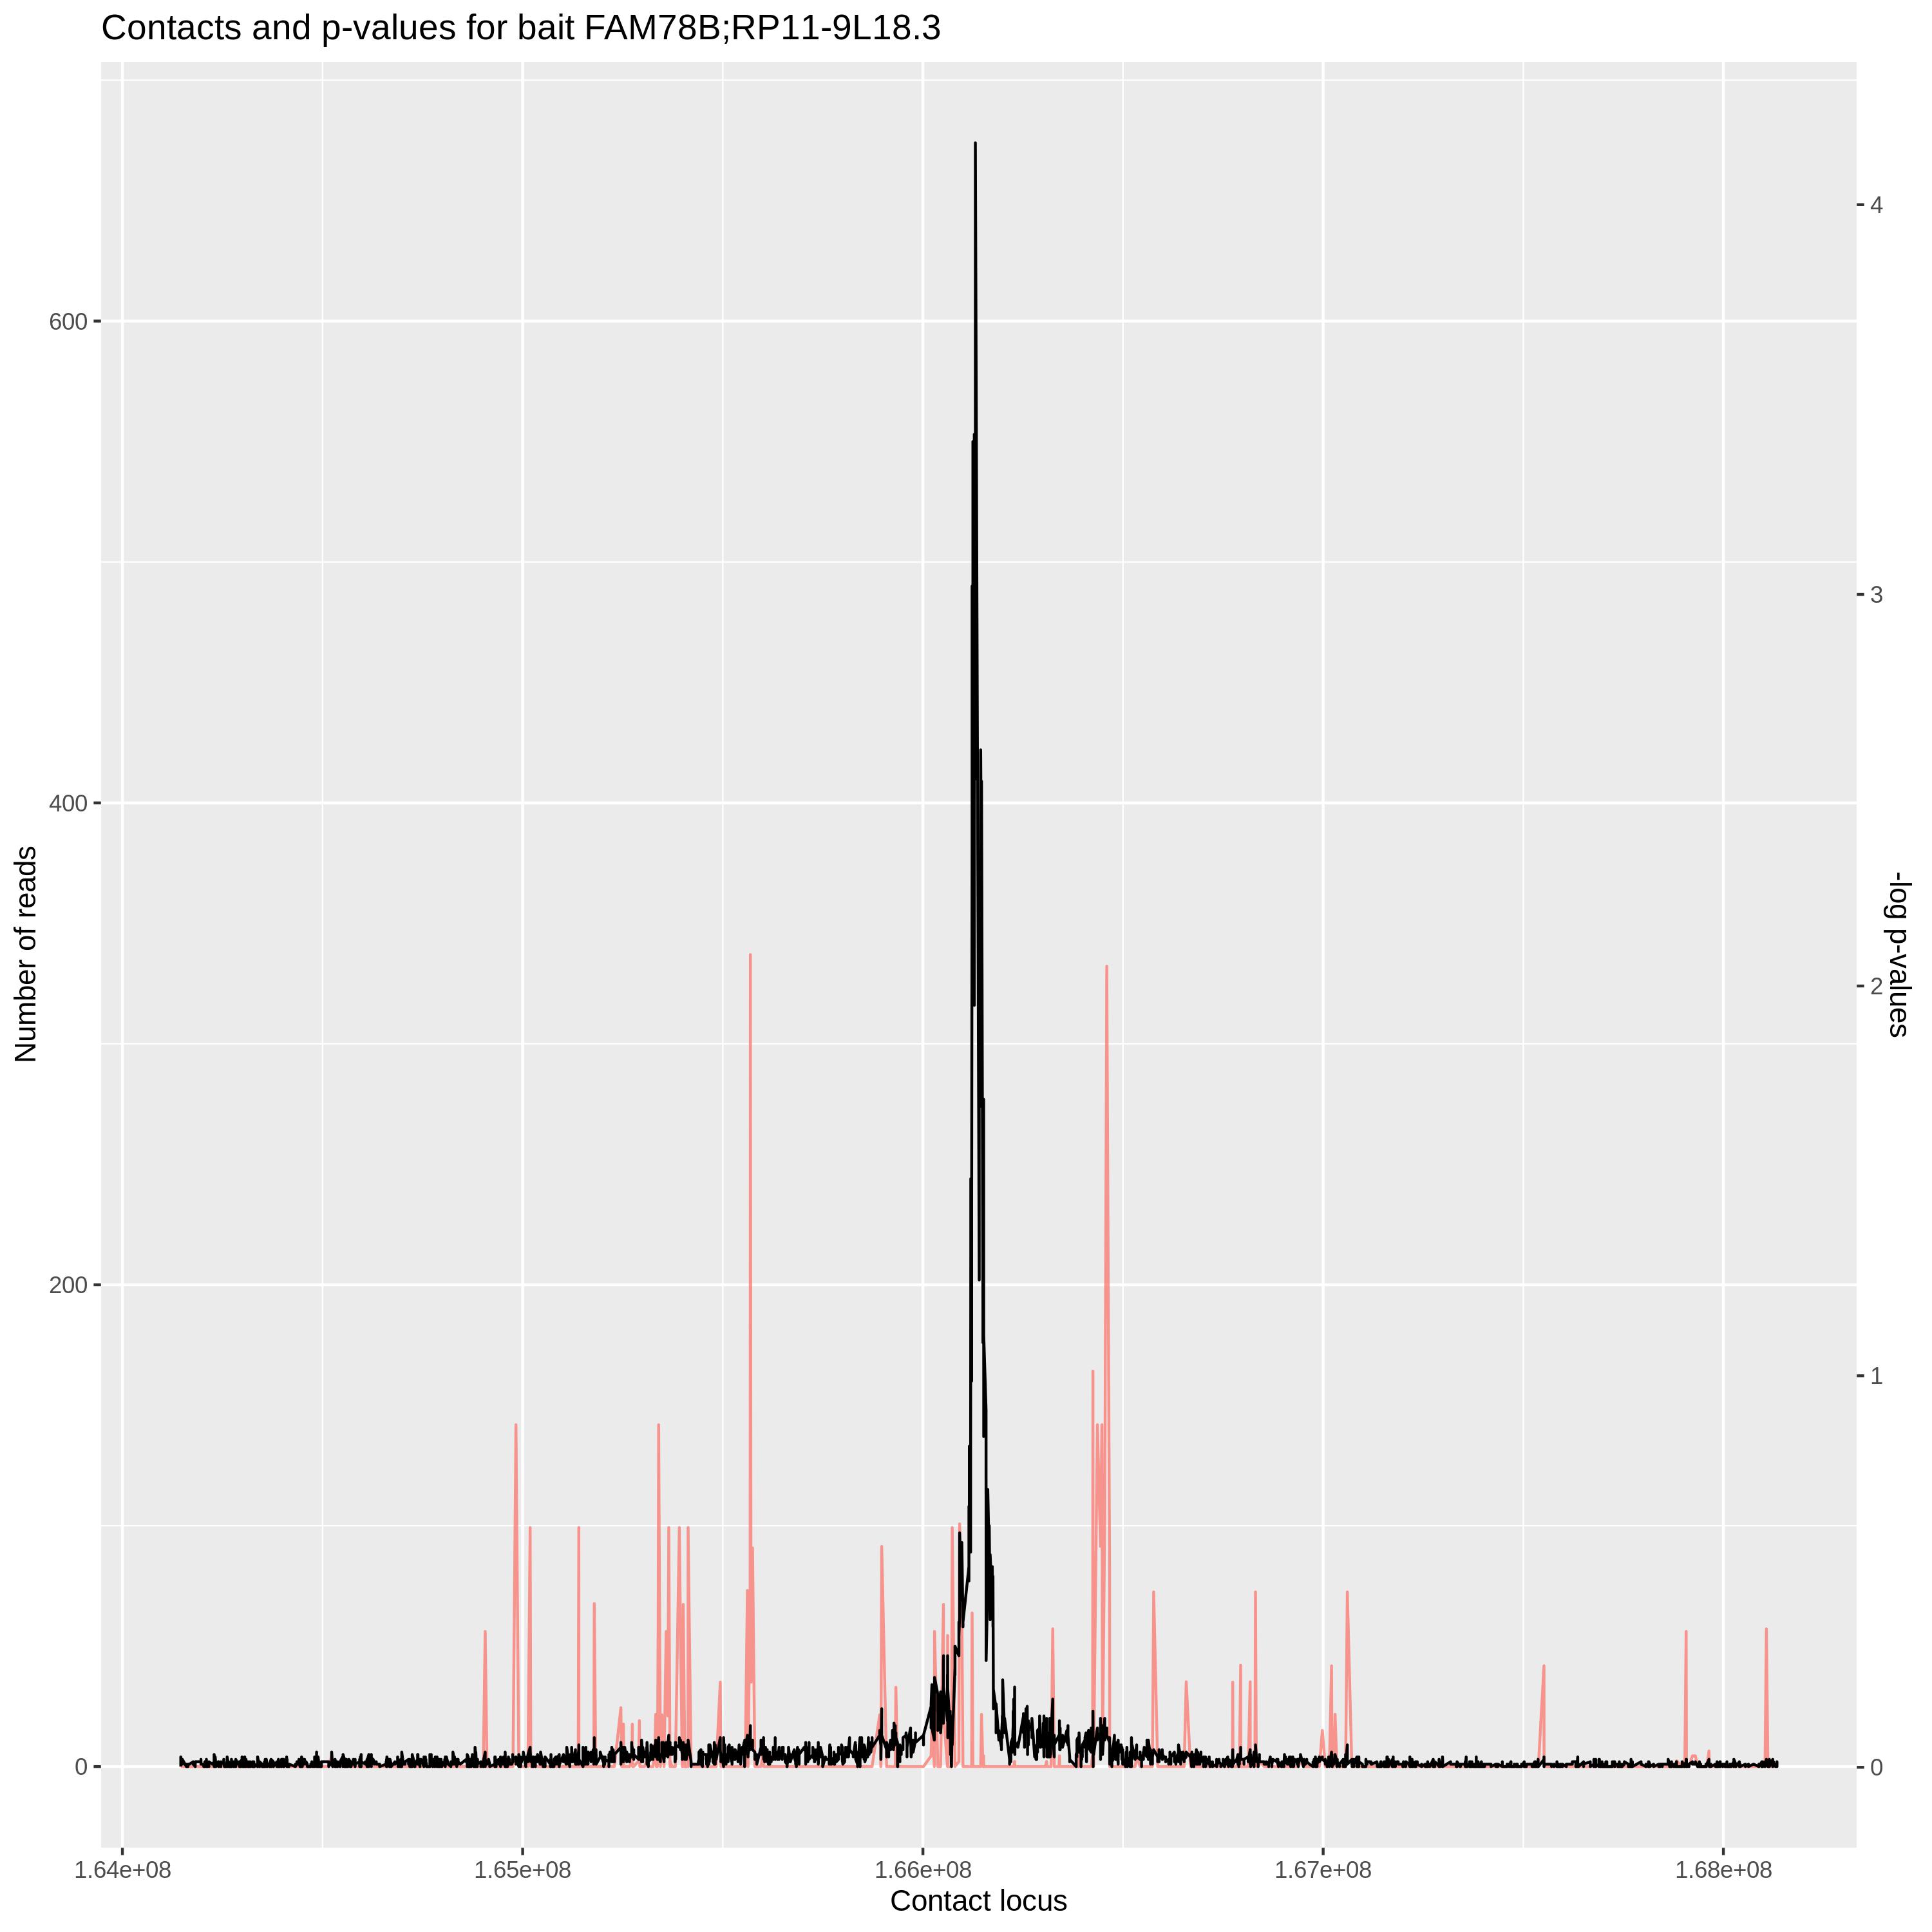 Contacts and p-values for bait FAM78B;RP11-9L18.3
600
400
200
0
Number of reads
4
3
2
1
0
-log p-values
1.64e+08
1.65e+08
1.66e+08
1.67e+08
1.68e+08
Contact locus